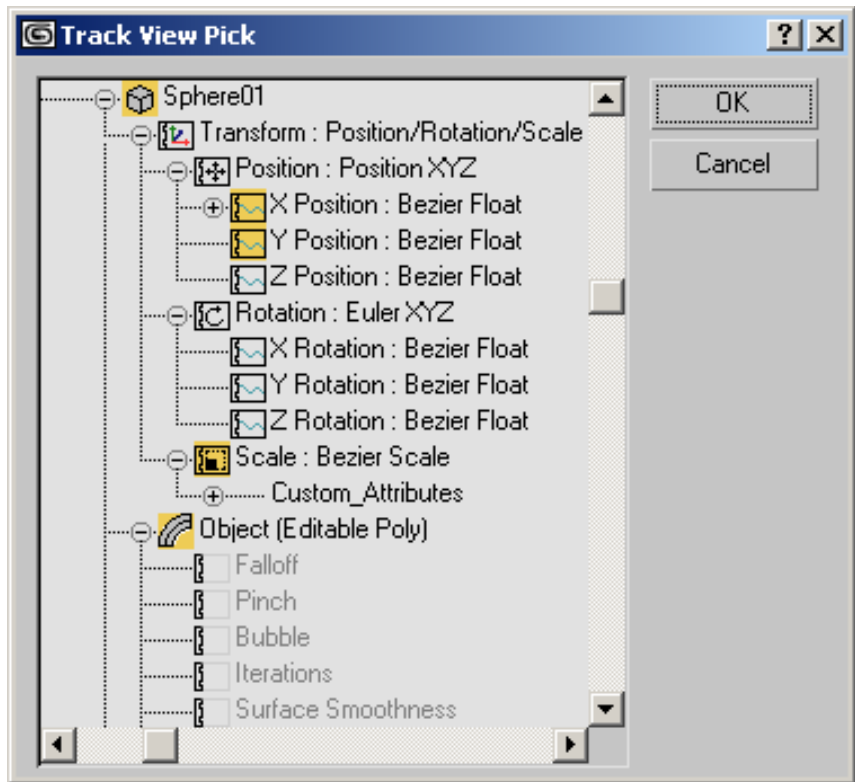 Track View Pick
Sphere01
Transform : Position/Rotation/Scale
Position : Position XYZ
X Position : Bezier Float
Y Position : Bezier Float
Z Position : Bezier Float
Rotation : Euler XYZ
X Rotation : Bezier Float
Y Rotation : Bezier Float
Z Rotation : Bezier Float
Scale : Bezier Scale
Custom_Attributes
Object (Editable Poly)
Falloff
Pinch
Bubble
Iterations
Surface Smoothness
OK
Cancel